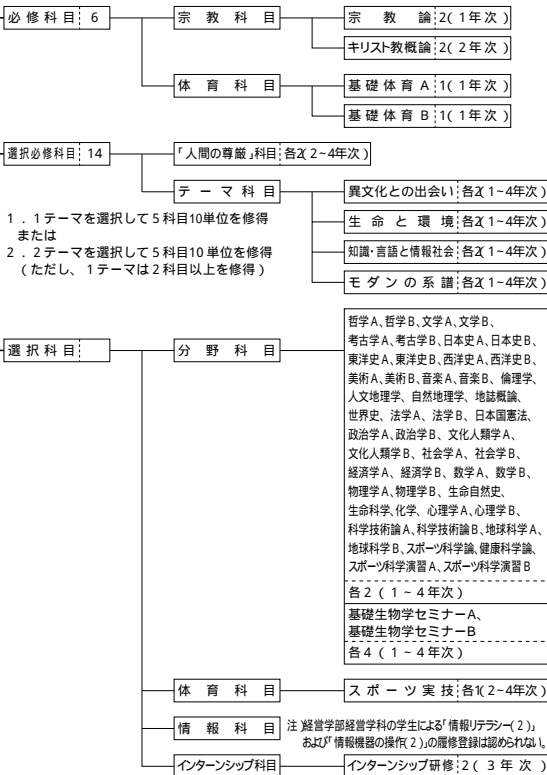 必修科目 6
宗教科目
宗教論 2(1年次)
キリスト教概論 2(2年次)
体育科目
基礎体育A 1(1年次)
基礎体育B 1(1年次)
選択必修科目 14
「人間の尊厳」科目 各2(2~4年次)
テーマ科目
異文化との出会い 各2(1~4年次)
生命と環境 各2(1~4年次)
知識・言語と情報社会 各2(1~4年次)
モダンの系譜 各2(1~4年次)
1.1テーマを選択して5科目10単位を修得
または
2.2テーマを選択して5科目10単位を修得
(ただし、1テーマは2科目以上を修得)
選択科目
分野科目
哲学A、哲学B、文学A、文学B、
考古学A、考古学B、日本史A、日本史B、
東洋史A、東洋史B、西洋史A、西洋史B、
美術A、美術B、音楽A、音楽B、倫理学、
人文地理学、自然地理学、地誌概論、
世界史、法学A、法学B、日本国憲法、
政治学A、政治学B、文化人類学A、
文化人類学B、社会学A、社会学B、
経済学A、経済学B、数学A、数学B、
物理学A、物理学B、生命自然史、
生命科学、化学、心理学A、心理学B、
科学技術論A、科学技術論B、地球科学A、
地球科学B、スポーツ科学論、健康科学論、
スポーツ科学演習A、スポーツ科学演習B
各2(1~4年次)
基礎生物学セミナーA、
基礎生物学セミナーB
各4(1~4年次)
体育科目
スポーツ実技 各1(2~4年次)
情報科目
注)経営学部経営学科の学生による「情報リテラシー(2)」
および「情報機器の操作(2)」の履修登録は認められない。
インターンシップ科目
インターンシップ研修 2(3年次)